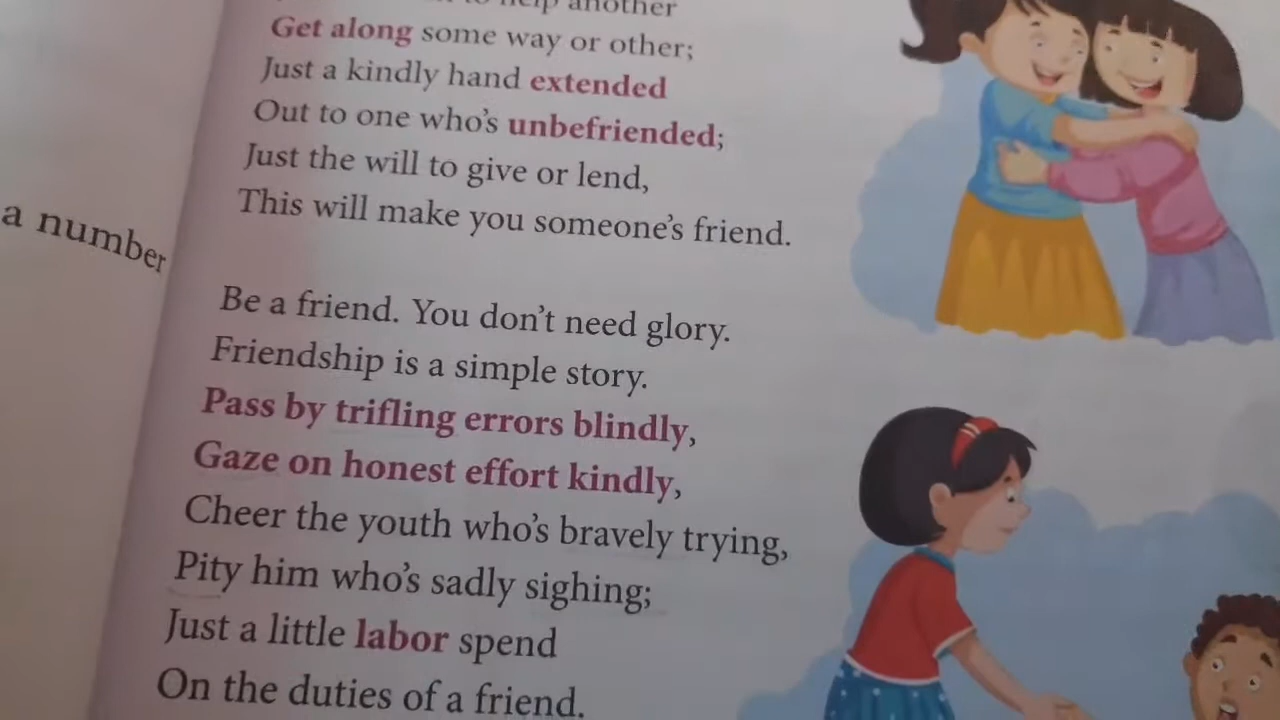 to help another
Get along some way or other;
Just a kindly hand extended
Out to one who's unbefriended;
Just the will to give or lend,
This will make you someone's friend.
a number
Be a friend. You don't need glory.
Friendship is a simple story.
Pass by trifling errors blindly,
Gaze on honest effort kindly,
Cheer the youth who's bravely trying,
Pity him who's sadly sighing;
Just a little labor spend
On the duties of a friend.